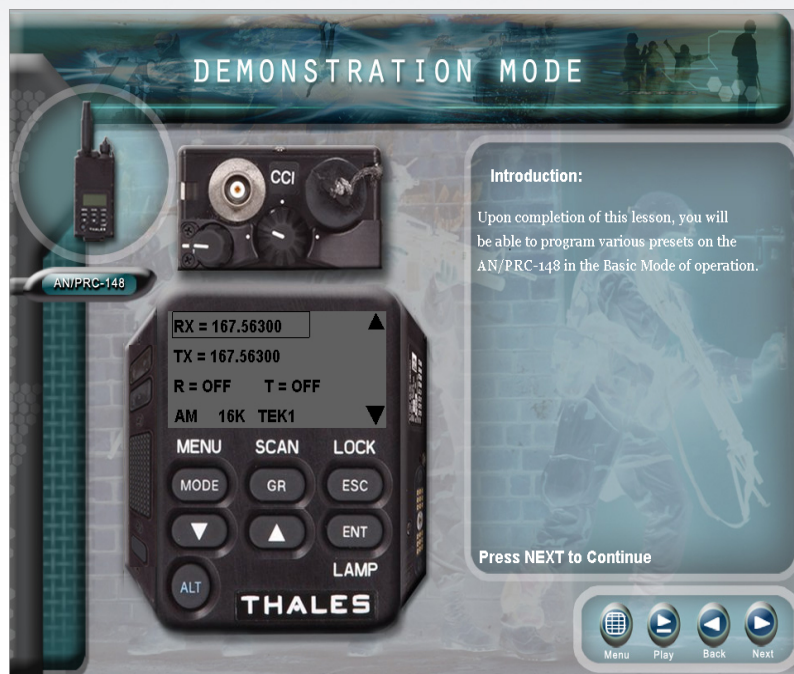 DEMONSTRATION MODE
CCI
THALES
AN/PRC-148
Introduction:
Upon completion of this lesson, you will
be able to program various presets on the
AN/PRC-148 in the Basic Mode of operation.
RX = 167.56300
TX = 167.56300
R = OFF T = OFF
AM 16K TEK1
MENU SCAN LOCK
MODE GR ESC
ENT
LAMP
ALT
THALES
Press NEXT to Continue
Menu Play Back Next